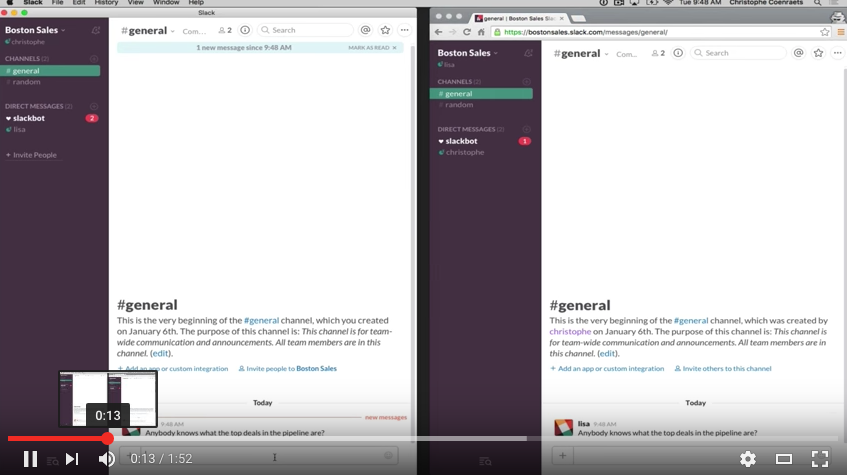 Slack File Edit History View Window Help
Tue 9:48 AM Christophe Coenraets
Slack
Boston Sales
christophe
CHANNELS (2)
# general
# random
DIRECT MESSAGES (2)
slackbot 2
lisa
+ Invite People
#general Com... 2 Search
1 new message since 9:48 AM MARK AS READ
#general
This is the very beginning of the #general channel, which you created
on January 6th. The purpose of this channel is: This channel is for team-
wide communication and announcements. All team members are in this
channel. (edit).
+ Add an app or custom integration Invite people to Boston Sales
Today
new messages
9:48 AM
Anybody knows what the top deals in the pipeline are?
general | Boston Sales Sla
https://bostonsales.slack.com/messages/general/
Boston Sales
lisa
CHANNELS (2)
# general
# random
DIRECT MESSAGES (2)
slackbot 1
christophe
#general Com... 2 Search
#general
This is the very beginning of the #general channel, which was created by
christophe on January 6th. The purpose of this channel is: This channel is
for team-wide communication and announcements. All team members are in
this channel. (edit).
+ Add an app or custom integration Invite others to this channel
Today
lisa 9:48 AM
Anybody knows what the top deals in the pipeline are?
0:13
0:13 / 1:52